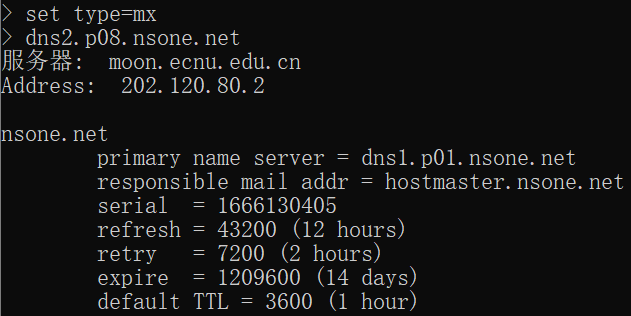 > set type=mx
> dns2.p08.nsone.net
服务器:  moon.ecnu.edu.cn
Address:  202.120.80.2

nsone.net
        primary name server = dns1.p01.nsone.net
        responsible mail addr = hostmaster.nsone.net
        serial  = 1666130405
        refresh = 43200 (12 hours)
        retry   = 7200 (2 hours)
        expire  = 1209600 (14 days)
        default TTL = 3600 (1 hour)